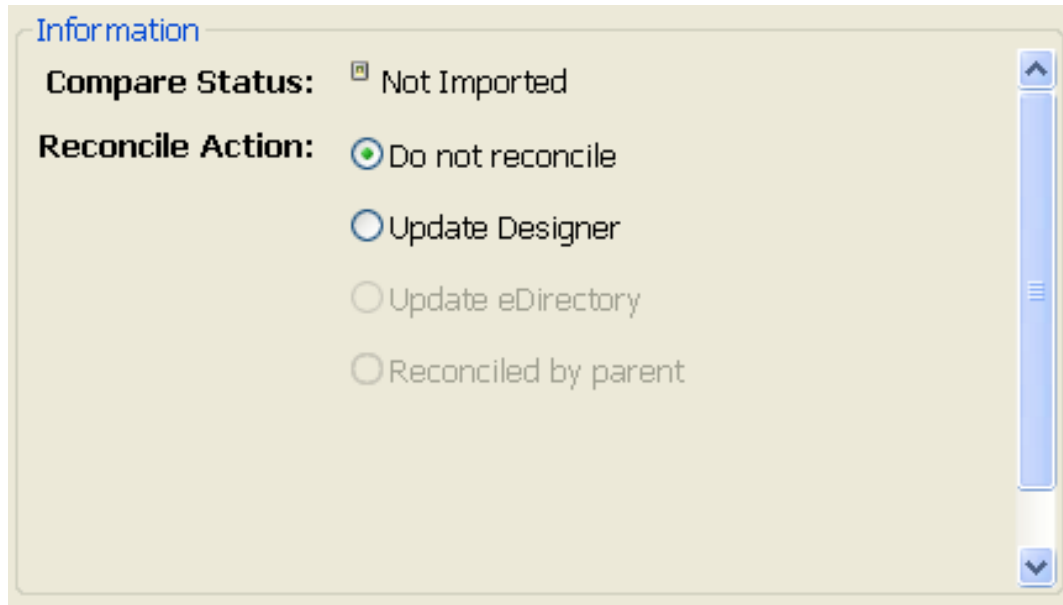 Information
Compare Status: Not Imported
Reconcile Action: Do not reconcile
Update Designer
Update eDirectory
Reconciled by parent